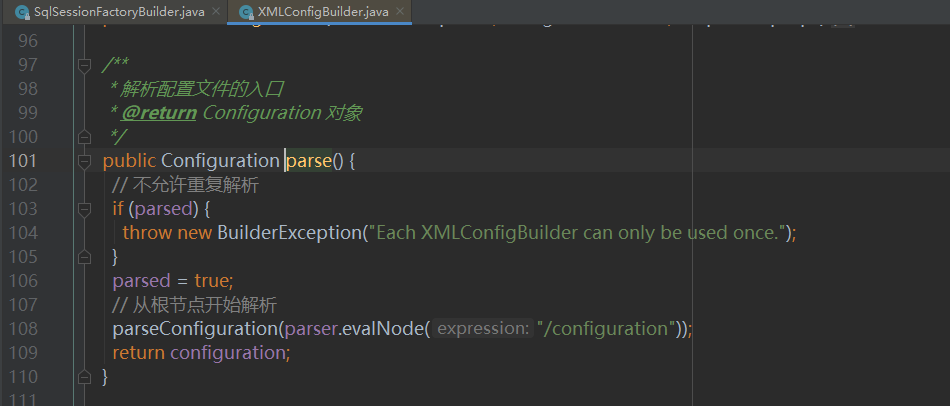 SqlSessionFactoryBuilder.java × XMLConfigBuilder.java ×
96
97 /**
98 * 解析配置文件的入口
99 * @return Configuration 对象
100 */
101 public Configuration parse() {
102 // 不允许重复解析
103 if (parsed) {
104 throw new BuilderException("Each XMLConfigBuilder can only be used once.");
105 }
106 parsed = true;
107 // 从根节点开始解析
108 parseConfiguration(parser.evalNode( expression: "/configuration"));
109 return configuration;
110 }
111